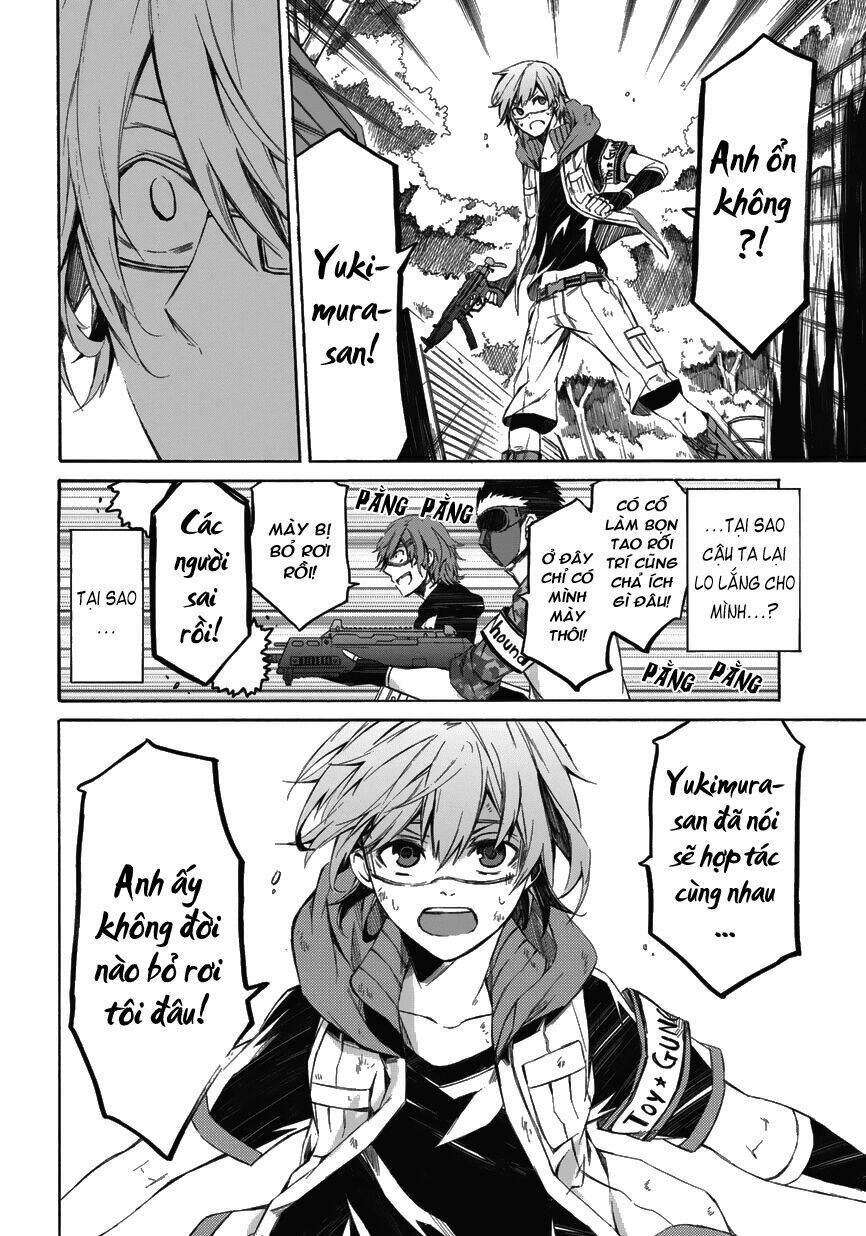 Anh ổn
không
?!
TOY★GUN
Yuki-
mura-
san!
...TẠI SAO
CẬU TA LẠI
LO LẮNG CHO
MÌNH...?
CÓ CỐ
LÀM BỌN
TAO RỐI
TRÍ CŨNG
CHẢ ÍCH
GÌ ĐÂU!
Ở ĐÂY
CHỈ CÓ
MÌNH
MÀY
THÔI!
PẰNG PẰNG
hound
PẰNG PẰNG
MÀY BỊ
BỎ RƠI
RỒI!
Các
người
sai
rồi!
TẠI SAO
...
Yukimura-
san đã nói
sẽ hợp tác
cùng nhau
...
Anh ấy
không đời
nào bỏ rơi
tôi đâu!
TOY★GUNG